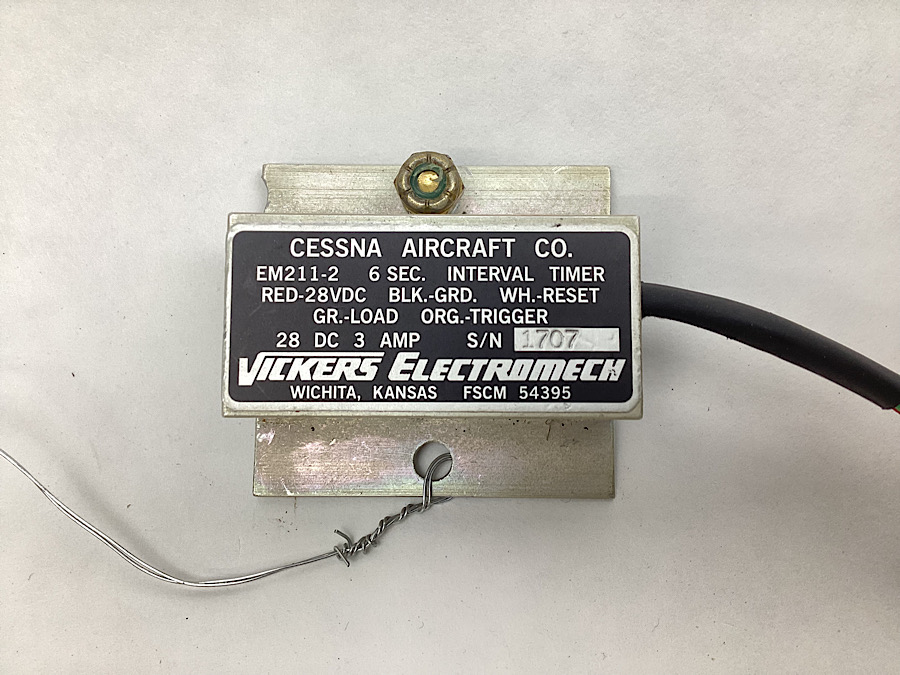 CESSNA AIRCRAFT CO.
EM211-2 6 SEC. INTERVAL TIMER
RED-28VDC BLK.-GRD. WH.-RESET
GR.-LOAD ORG.-TRIGGER
28 DC 3 AMP S/N 1707
VICKERS ELECTROMECH
WICHITA, KANSAS FSCM 54395